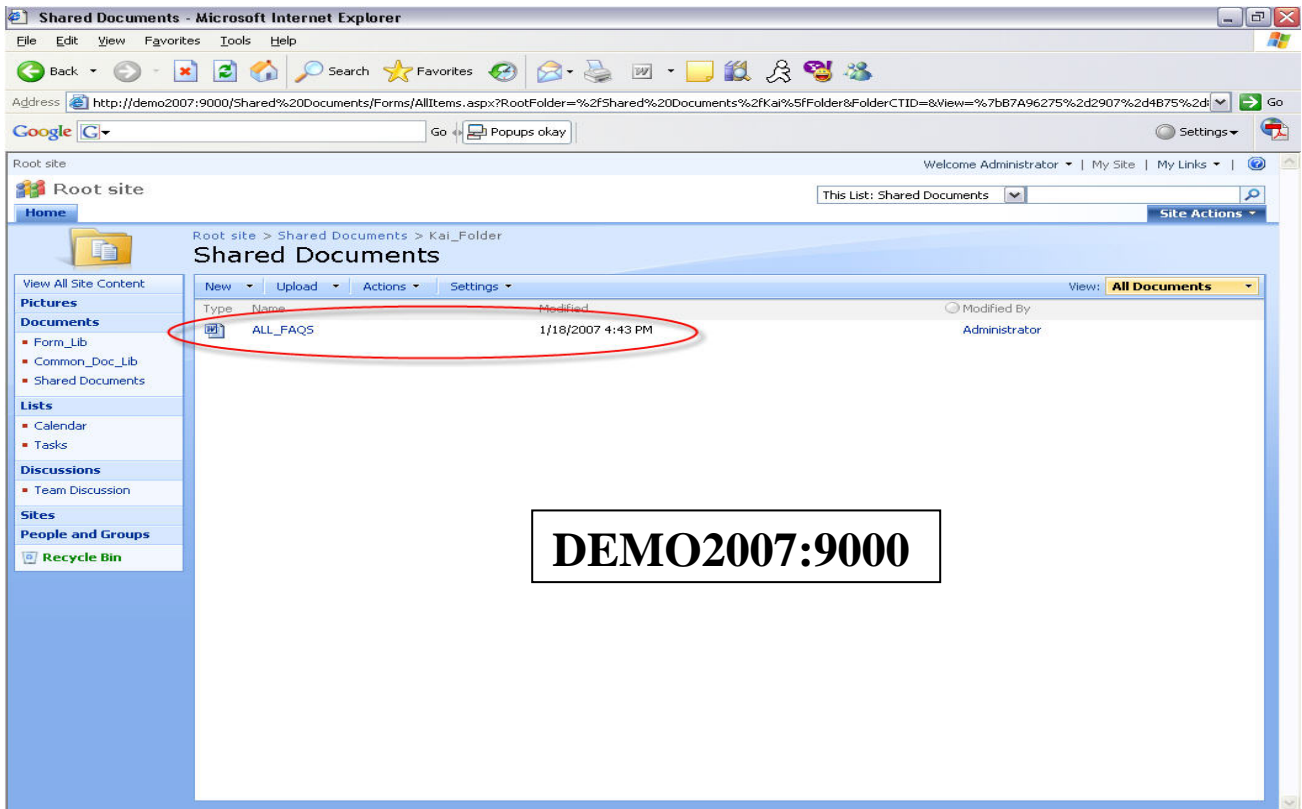 Shared Documents - Microsoft Internet Explorer
File Edit View Favorites Tools Help
Back Search Favorites
Address http://demo2007:9000/Shared%20Documents/Forms/AllItems.aspx?RootFolder=%2fShared%20Documents%2fKai%5fFolder&FolderCTID=&View=%7bB7A96275%2d2907%2d4B75%2d Go
Google G Go Popups okay Settings
Root site Welcome Administrator | My Site | My Links |
Root site This List: Shared Documents
Home Site Actions
Root site > Shared Documents > Kai_Folder
Shared Documents
View All Site Content New Upload Actions Settings View: All Documents
Pictures
Type Name Modified Modified By
Documents
ALL_FAQS 1/18/2007 4:43 PM Administrator
Form_Lib
Common_Doc_Lib
Shared Documents
Lists
Calendar
Tasks
Discussions
Team Discussion
Sites
People and Groups
Recycle Bin
DEMO2007:9000